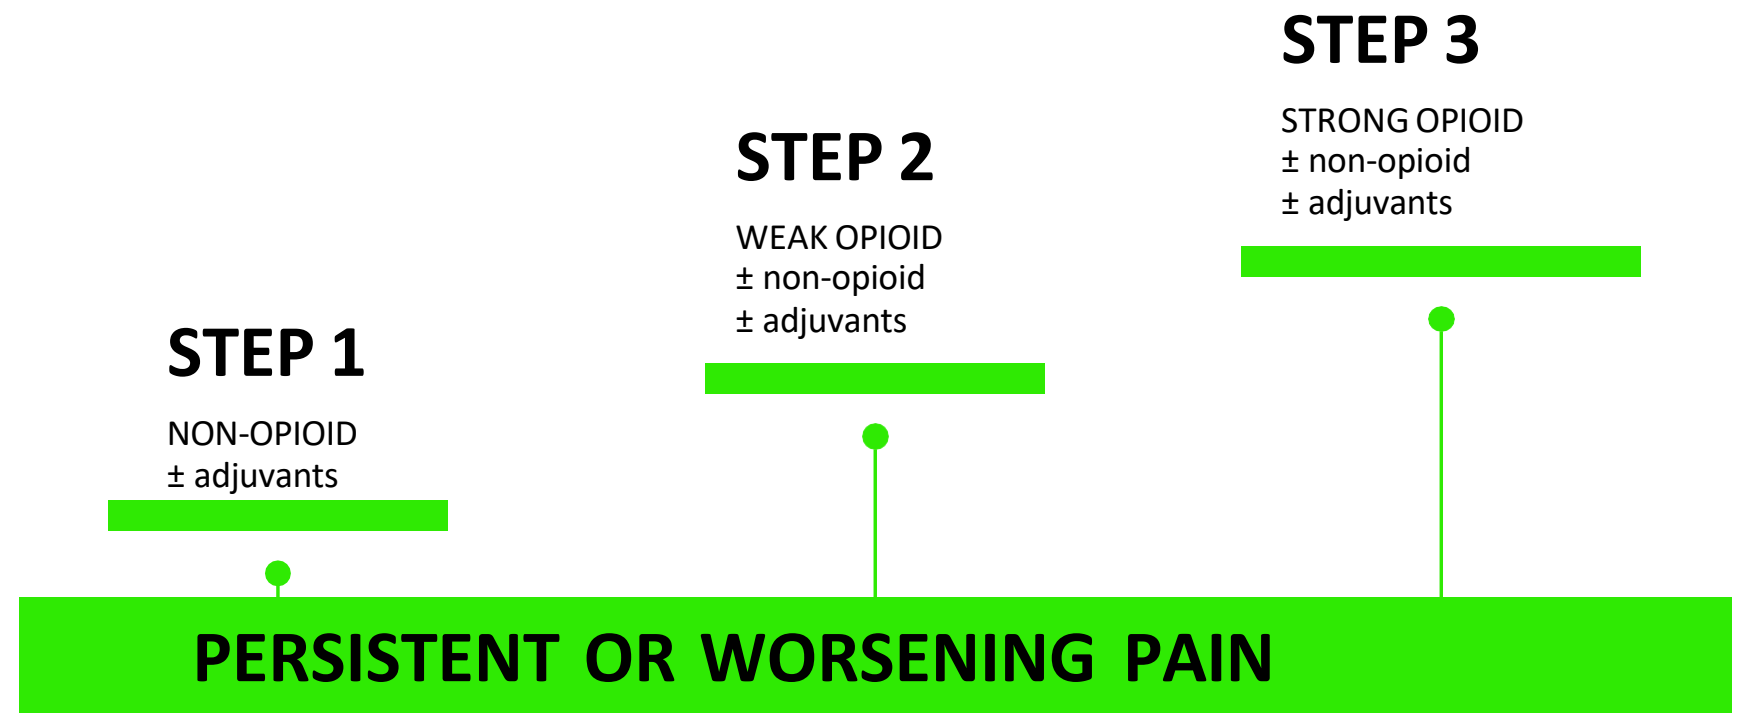 STEP 1
NON-OPIOID
± adjuvants
STEP 2
WEAK OPIOID
± non-opioid
± adjuvants
STEP 3
STRONG OPIOID
± non-opioid
± adjuvants
PERSISTENT OR WORSENING PAIN